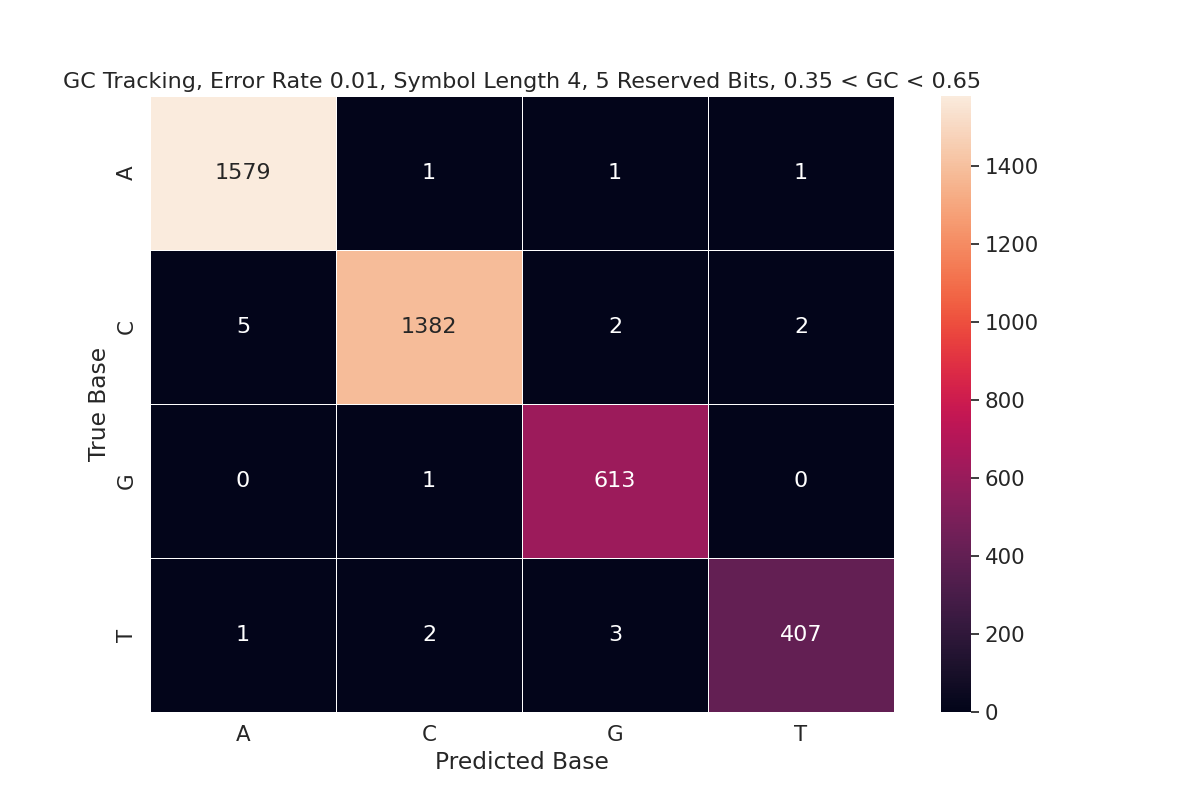 GC Tracking, Error Rate 0.01, Symbol Length 4, 5 Reserved Bits, 0.35 < GC < 0.65
A 1579 1 1 1
C 5 1382 2 2
G 0 1 613 0
T 1 2 3 407
A C G T
Predicted Base
True Base
1400
1200
1000
800
600
400
200
0